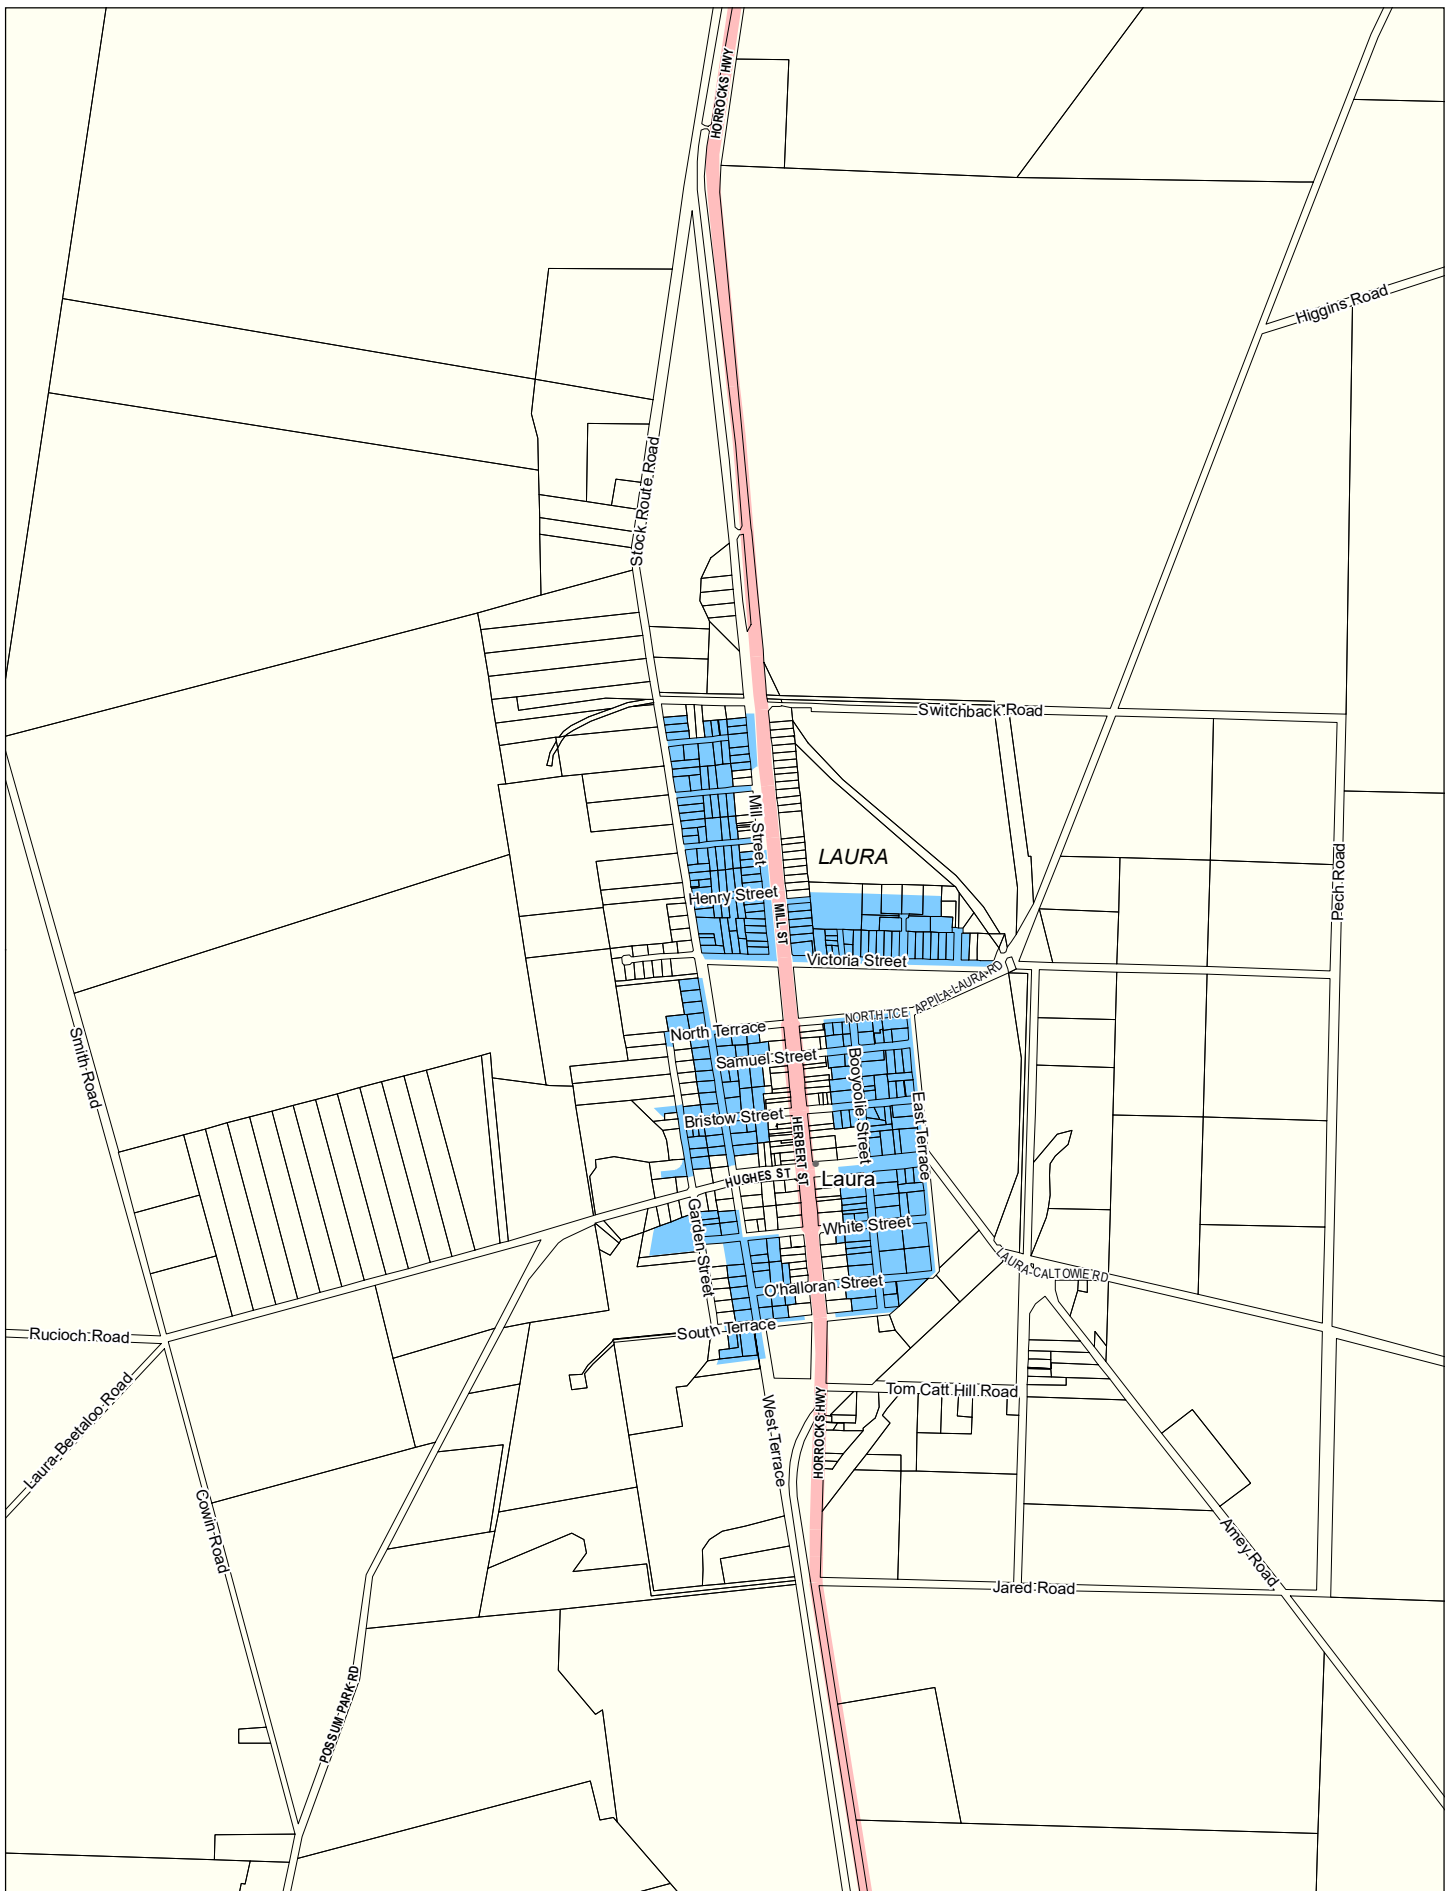 HORROCKS HWY
Higgins Road
Stock Route Road
Switchback Road
Mill Street
LAURA
Pech Road
Henry Street
MILL ST
Victoria Street
APPILA-LAURA RD
NORTH TCE
North Terrace
Smith Road
Samuel Street
Booyoolie Street
East Terrace
Bristow Street
HERBERT ST
HUGHES ST
Laura
Garden Street
White Street
LAURA-CALTOWIE RD
O'halloran Street
Rucioch Road
South Terrace
Laura-Beetaloo Road
Tom Catt Hill Road
West Terrace
HORROCKS HWY
Cowin Road
Amey Road
Jared Road
POSSUM PARK RD